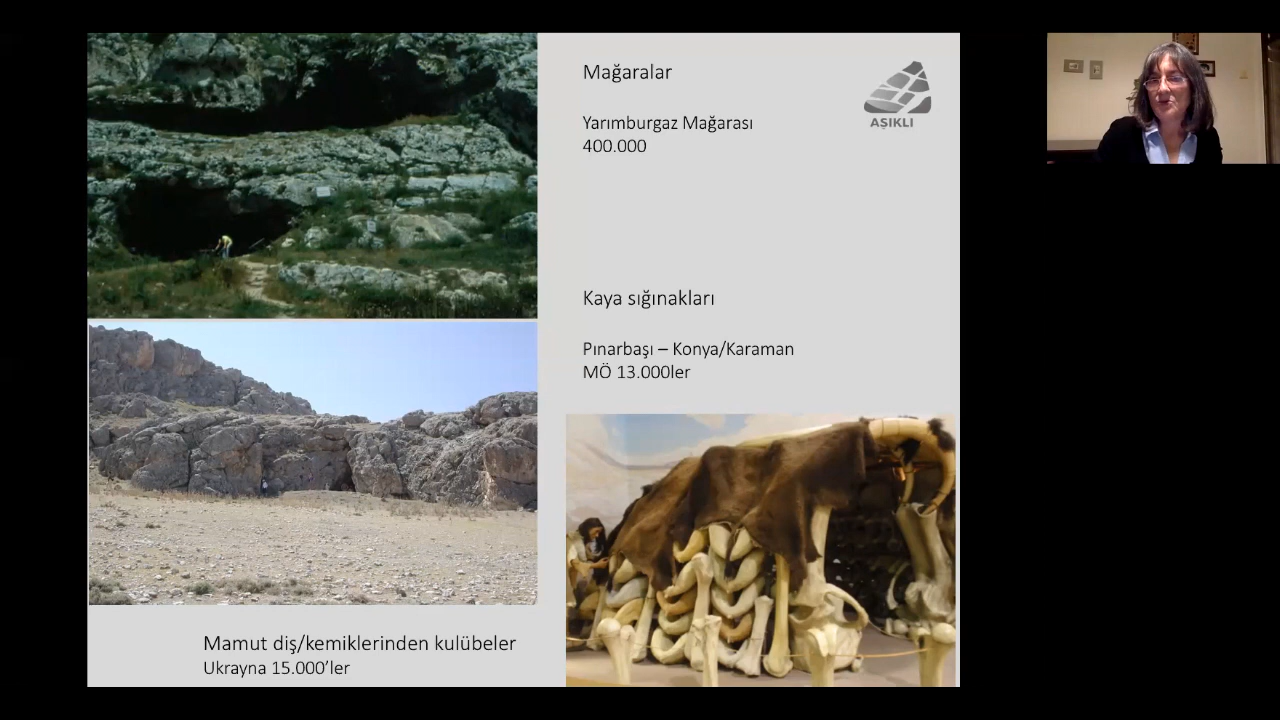 Mağaralar
Yarımburgaz Mağarası
400.000
AŞIKLI
Kaya sığınakları
Pınarbaşı – Konya/Karaman
MÖ 13.000ler
Mamut diş/kemiklerinden kulübeler
Ukrayna 15.000’ler